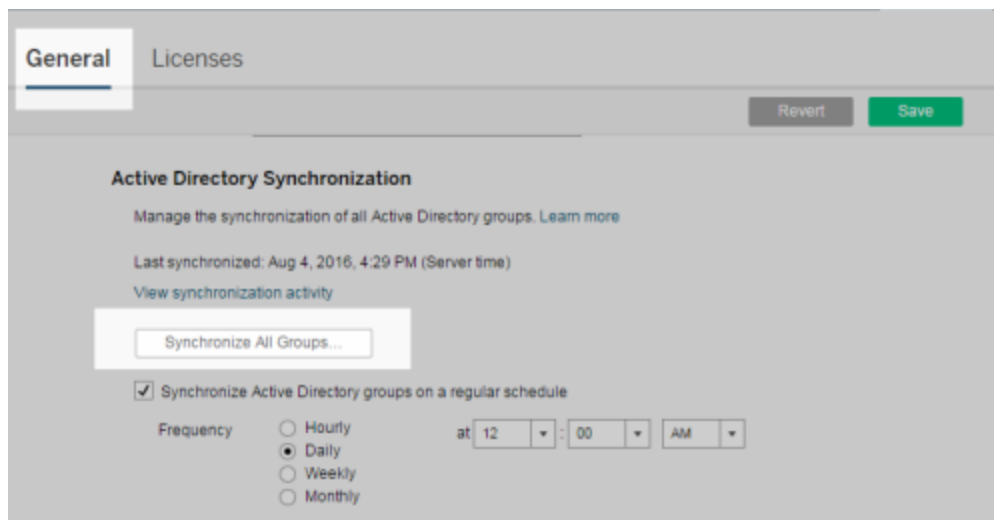 General Licenses
Revert Save
Active Directory Synchronization
Manage the synchronization of all Active Directory groups. Learn more
Last synchronized: Aug 4, 2016, 4:29 PM (Server time)
View synchronization activity
Synchronize All Groups...
Synchronize Active Directory groups on a regular schedule
Frequency Hourly at 12 : 00 AM
Daily
Weekly
Monthly